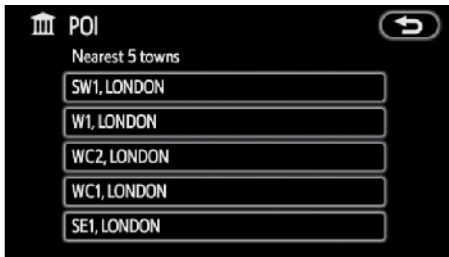 POI
Nearest 5 towns
SW1, LONDON
W1, LONDON
WC2, LONDON
WC1, LONDON
SE1, LONDON